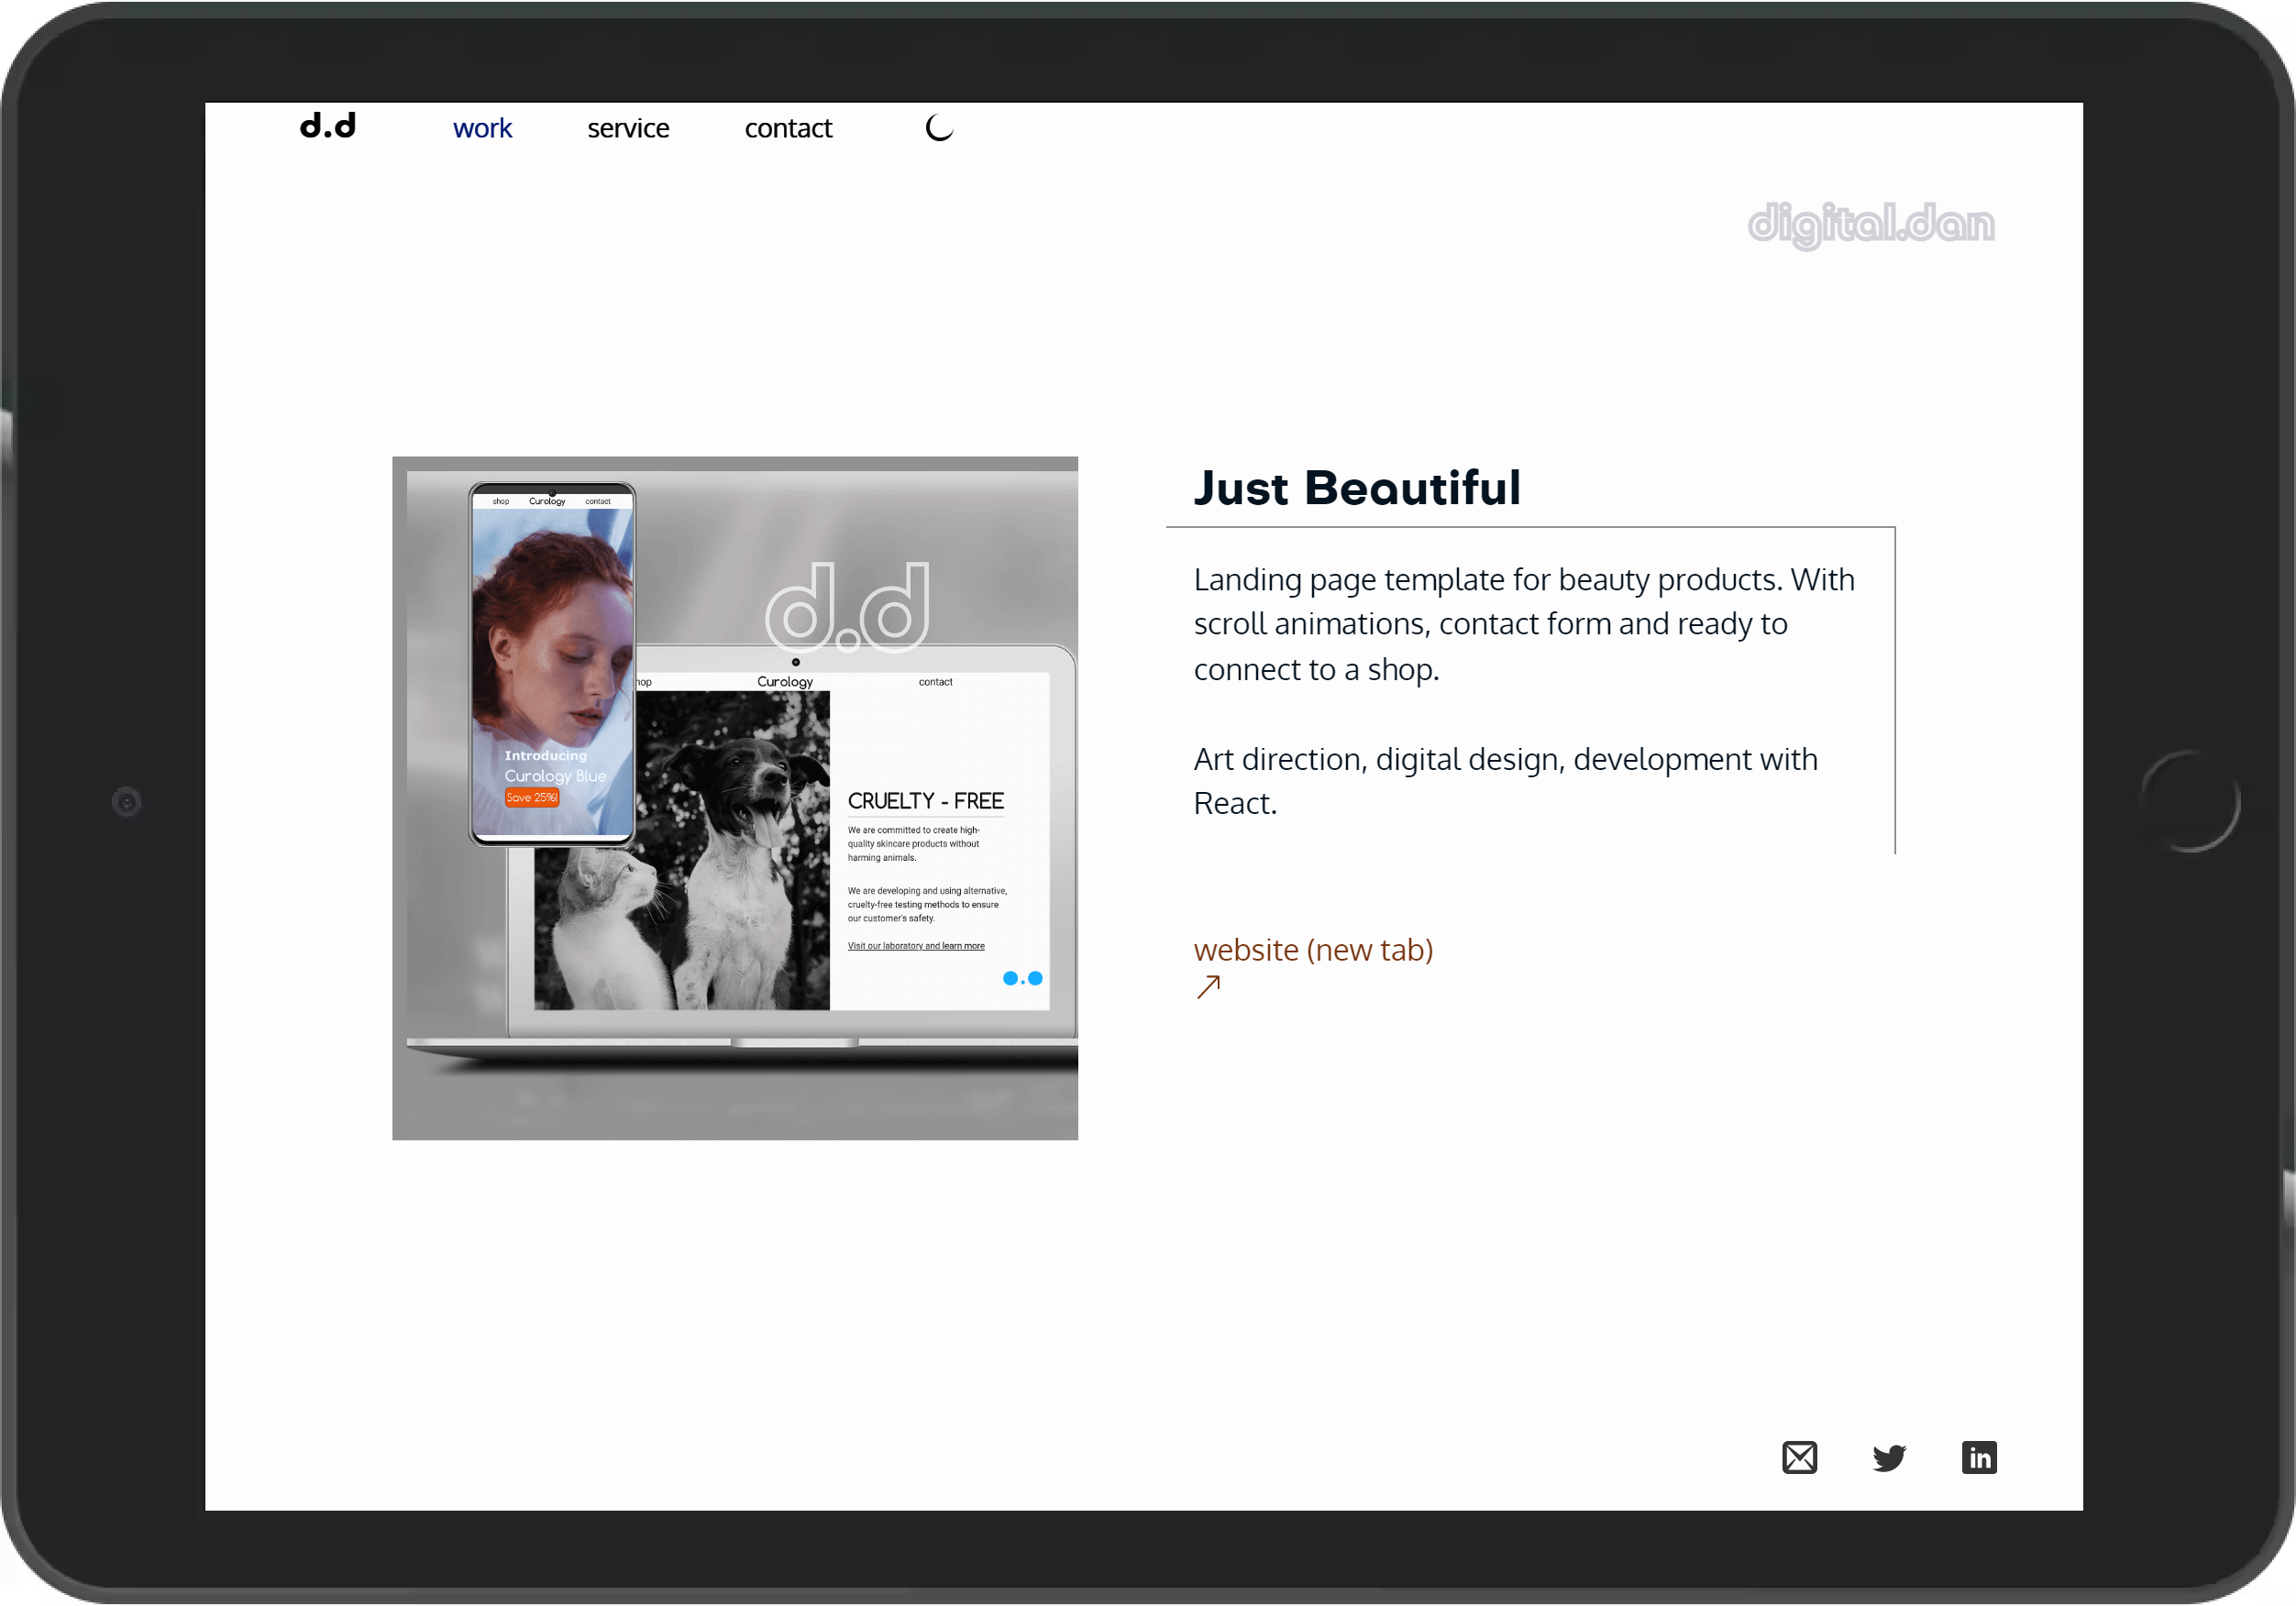 d.d work service contact
digital.dan
shop Curology contact
d.d
Introducing
Curology Blue
Save 25%!
hop Curology contact
CRUELTY - FREE
We are committed to create high-
quality skincare products without
harming animals.
We are developing and using alternative,
cruelty-free testing methods to ensure
our customer's safety.
Visit our laboratory and learn more
Just Beautiful
Landing page template for beauty products. With
scroll animations, contact form and ready to
connect to a shop.
Art direction, digital design, development with
React.
website (new tab)
in